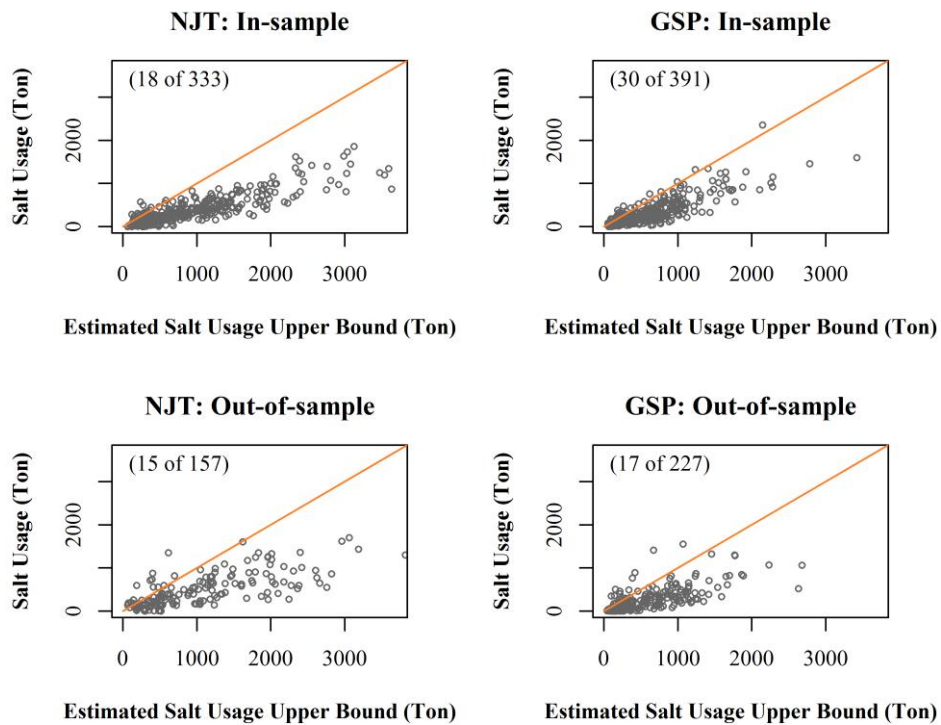 NJT: In-sample
(18 of 333)
Salt Usage (Ton)
2000
0
0 1000 2000 3000
Estimated Salt Usage Upper Bound (Ton)
GSP: In-sample
(30 of 391)
Salt Usage (Ton)
2000
0
0 1000 2000 3000
Estimated Salt Usage Upper Bound (Ton)
NJT: Out-of-sample
(15 of 157)
Salt Usage (Ton)
2000
0
0 1000 2000 3000
Estimated Salt Usage Upper Bound (Ton)
GSP: Out-of-sample
(17 of 227)
Salt Usage (Ton)
2000
0
0 1000 2000 3000
Estimated Salt Usage Upper Bound (Ton)